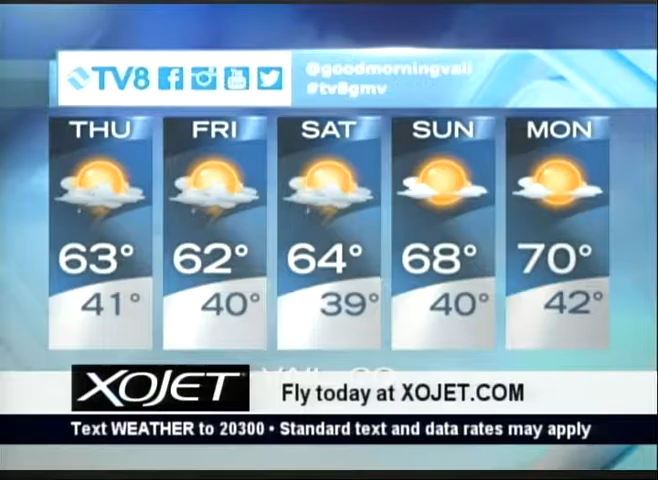 TV8
@goodmorningvail
#tv8gmv
THU FRI SAT SUN MON
63° 62° 64° 68° 70°
41° 40° 39° 40° 42°
XOJET Fly today at XOJET.COM
Text WEATHER to 20300 • Standard text and data rates may apply